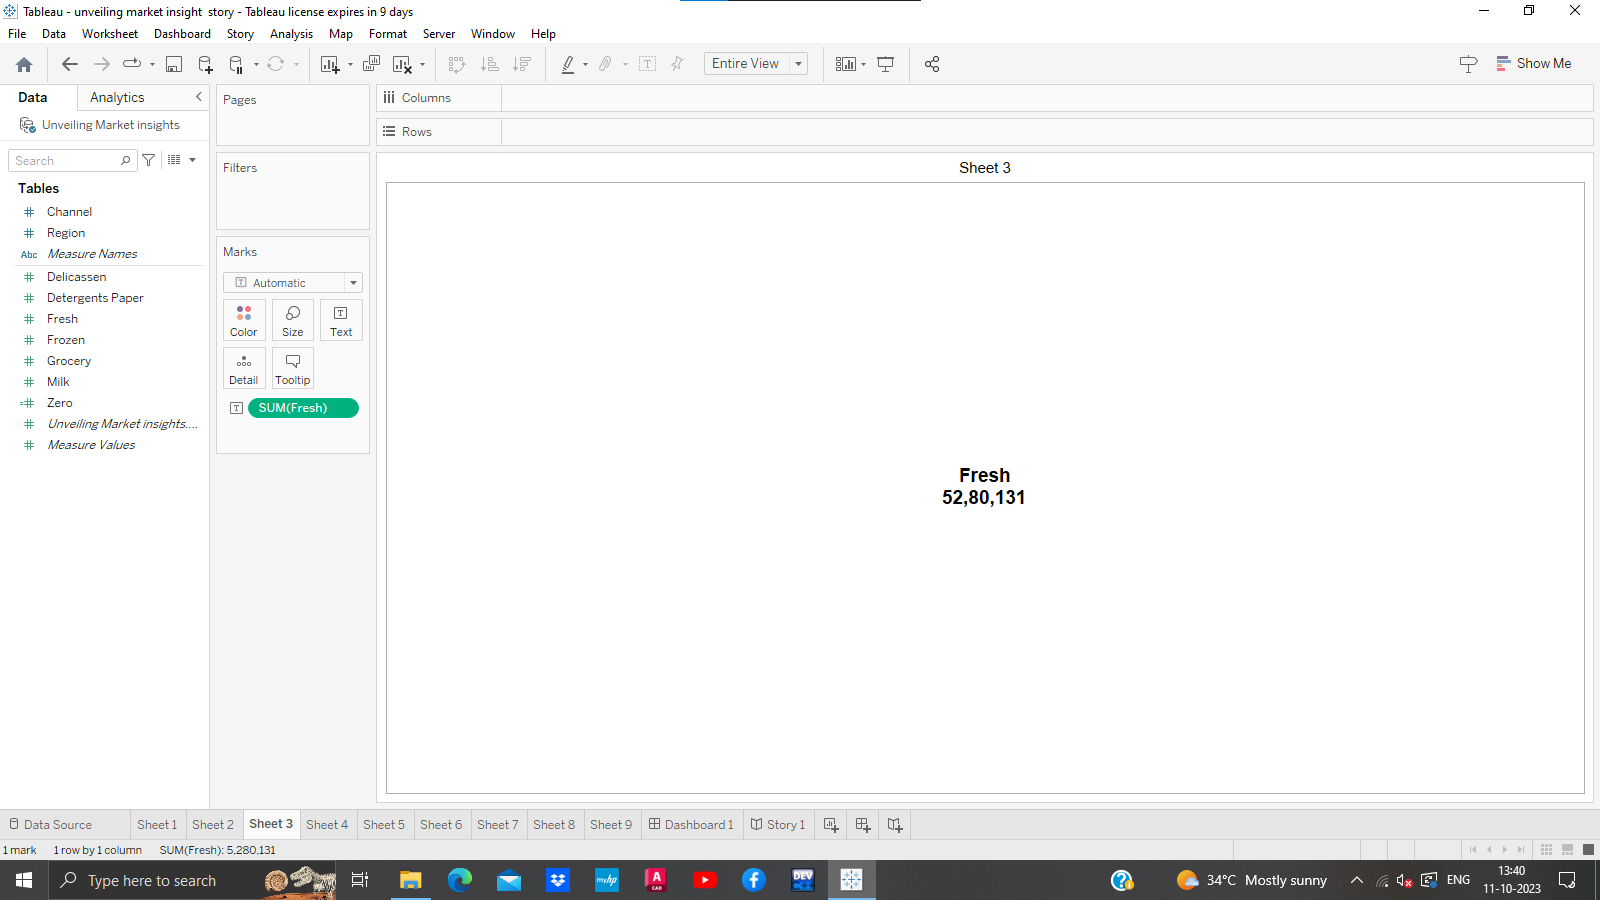 Tableau - unveiling market insight  story - Tableau license expires in 9 days
File Data Worksheet Dashboard Story Analysis Map Format Server Window Help
Entire View
Show Me
Data Analytics
Unveiling Market insights
Search
Tables
Channel
Region
Abc Measure Names
Delicassen
Detergents Paper
Fresh
Frozen
Grocery
Milk
Zero
Unveiling Market insights....
Measure Values
Pages
Filters
Marks
Automatic
Color Size Text
Detail Tooltip
SUM(Fresh)
Columns
Rows
Sheet 3
Fresh
52,80,131
Data Source Sheet 1 Sheet 2 Sheet 3 Sheet 4 Sheet 5 Sheet 6 Sheet 7 Sheet 8 Sheet 9 Dashboard 1 Story 1
1 mark 1 row by 1 column SUM(Fresh): 5,280,131
Type here to search
myhp
A CAD
DEV
34°C Mostly sunny
ENG
13:40
11-10-2023